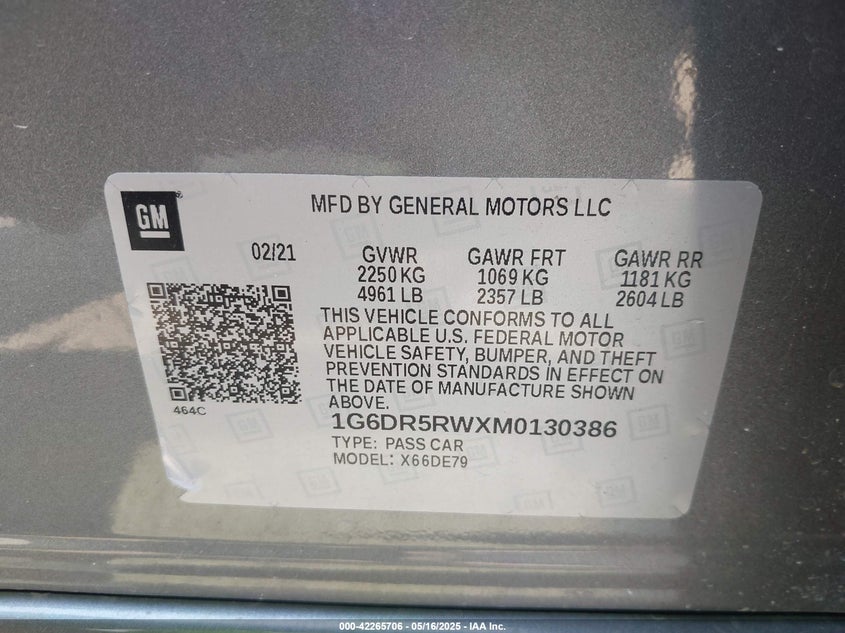 GM
MFD BY GENERAL MOTORS LLC
02/21 GVWR GAWR FRT GAWR RR
2250 KG 1069 KG 1181 KG
4961 LB 2357 LB 2604 LB
THIS VEHICLE CONFORMS TO ALL
APPLICABLE U.S. FEDERAL MOTOR
VEHICLE SAFETY, BUMPER, AND THEFT
PREVENTION STANDARDS IN EFFECT ON
THE DATE OF MANUFACTURE SHOWN
ABOVE.
464C
1G6DR5RWXM0130386
TYPE: PASS CAR
MODEL: X66DE79
000-42265706 - 05/16/2025 - IAA Inc.